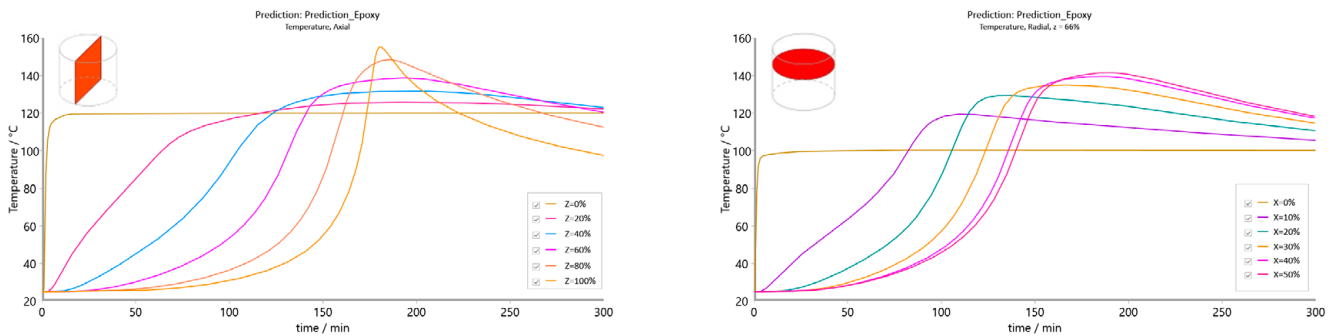 Prediction: Prediction_Epoxy
Temperature, Axial
160
140
120
100
80
60
40
20
Temperature / °C
0
50
100
150
200
250
300
time / min
Z=0%
Z=20%
Z=40%
Z=60%
Z=80%
Z=100%
Prediction: Prediction_Epoxy
Temperature, Radial, z = 66%
160
140
120
100
80
60
40
20
Temperature / °C
0
50
100
150
200
250
300
time / min
X=0%
X=10%
X=20%
X=30%
X=40%
X=50%